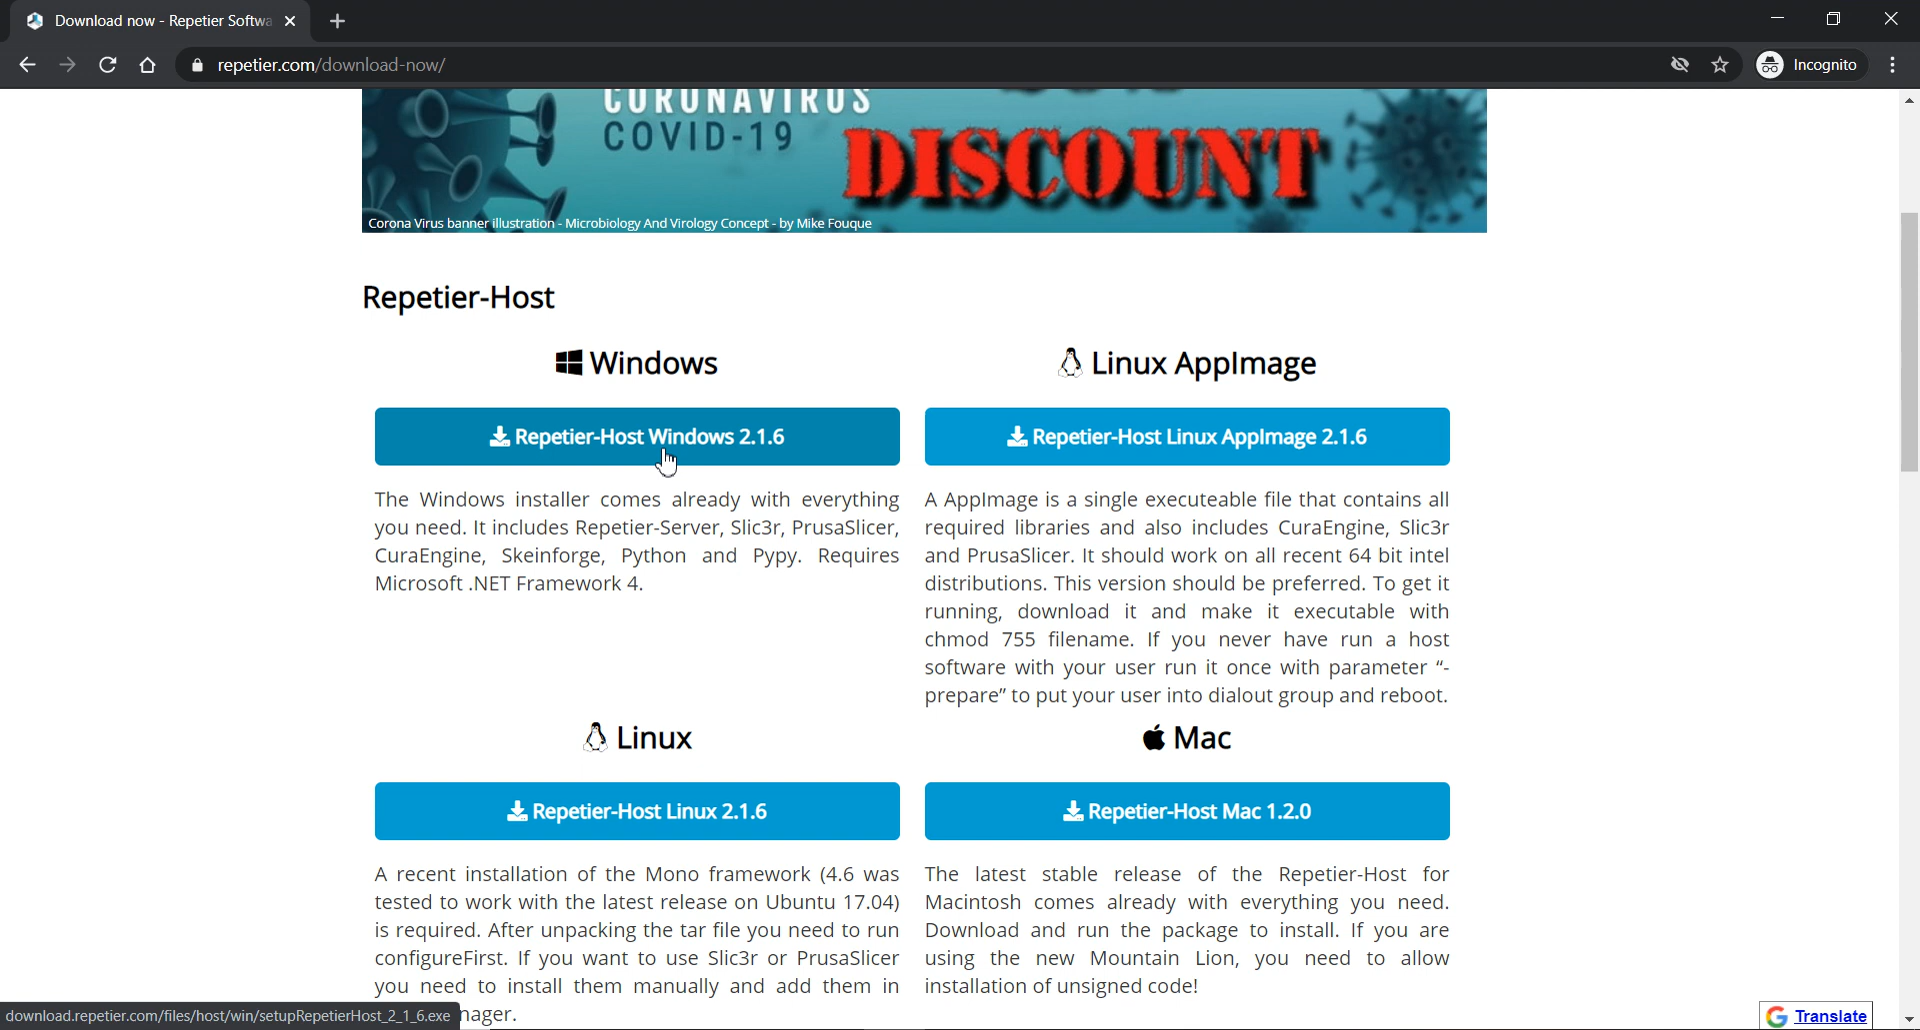 Download now - Repetier Softwa
repetier.com/download-now/
Incognito
CORONAVIRUS
COVID-19
DISCOUNT
Corona Virus banner illustration - Microbiology And Virology Concept - by Mike Fouque
Repetier-Host
Windows
Repetier-Host Windows 2.1.6
The Windows installer comes already with everything
you need. It includes Repetier-Server, Slic3r, PrusaSlicer,
CuraEngine, Skeinforge, Python and Pypy. Requires
Microsoft .NET Framework 4.
Linux AppImage
Repetier-Host Linux AppImage 2.1.6
A AppImage is a single executeable file that contains all
required libraries and also includes CuraEngine, Slic3r
and PrusaSlicer. It should work on all recent 64 bit intel
distributions. This version should be preferred. To get it
running, download it and make it executable with
chmod 755 filename. If you never have run a host
software with your user run it once with parameter “-
prepare” to put your user into dialout group and reboot.
Linux
Repetier-Host Linux 2.1.6
A recent installation of the Mono framework (4.6 was
tested to work with the latest release on Ubuntu 17.04)
is required. After unpacking the tar file you need to run
configureFirst. If you want to use Slic3r or PrusaSlicer
you need to install them manually and add them in
nager.
Mac
Repetier-Host Mac 1.2.0
The latest stable release of the Repetier-Host for
Macintosh comes already with everything you need.
Download and run the package to install. If you are
using the new Mountain Lion, you need to allow
installation of unsigned code!
download.repetier.com/files/host/win/setupRepetierHost_2_1_6.exe
Translate